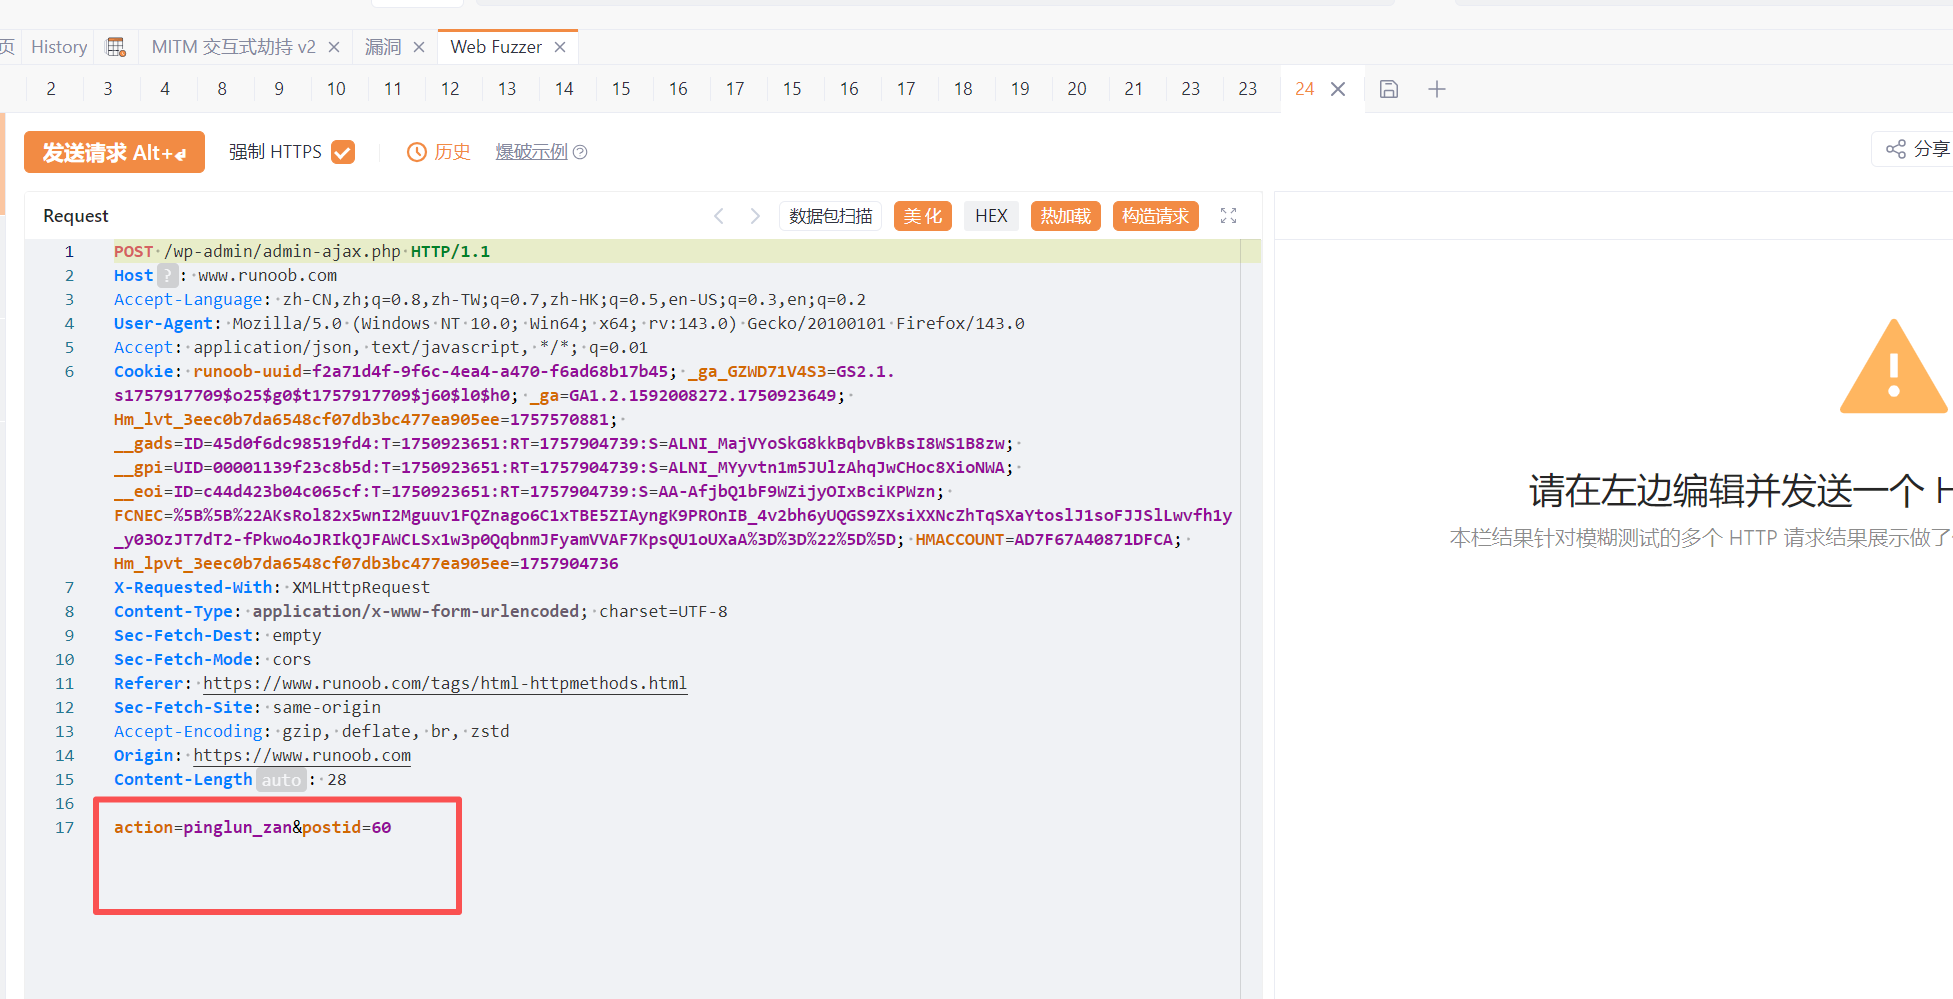 页 History MITM 交互式劫持 v2 漏洞 Web Fuzzer
2 3 4 8 9 10 11 12 13 14 15 16 17 15 16 17 18 19 20 21 23 23 24
发送请求 Alt+ 强制 HTTPS 历史 爆破示例 分享
Request 数据包扫描 美化 HEX 热加载 构造请求
1 POST /wp-admin/admin-ajax.php HTTP/1.1
2 Host ? : www.runoob.com
3 Accept-Language: zh-CN,zh;q=0.8,zh-TW;q=0.7,zh-HK;q=0.5,en-US;q=0.3,en;q=0.2
4 User-Agent: Mozilla/5.0 (Windows NT 10.0; Win64; x64; rv:143.0) Gecko/20100101 Firefox/143.0
5 Accept: application/json, text/javascript, */*; q=0.01
6 Cookie: runoob-uuid=f2a71d4f-9f6c-4ea4-a470-f6ad68b17b45; _ga_GZWD71V4S3=GS2.1.
s1757917709$o25$g0$t1757917709$j60$l0$h0; _ga=GA1.2.1592008272.1750923649;
Hm_lvt_3eec0b7da6548cf07db3bc477ea905ee=1757570881;
__gads=ID=45d0f6dc98519fd4:T=1750923651:RT=1757904739:S=ALNI_MajVYoSkG8kkBqbvBkBsI8WS1B8zw;
__gpi=UID=00001139f23c8b5d:T=1750923651:RT=1757904739:S=ALNI_MYyvtn1m5JUlzAhqJwCHoc8XioNWA;
__eoi=ID=c44d423b04c065cf:T=1750923651:RT=1757904739:S=AA-AfjbQ1bF9WZijyOIxBciKPWzn;
FCNEC=%5B%5B%22AKsRol82x5wnI2Mguuv1FQZnago6C1xTBE5ZIAyngK9PROnIB_4v2bh6yUQGS9ZXsiXXNcZhTqSXaYtoslJ1soFJJSlLwvfh1y
_y03OzJT7dT2-fPkwo4oJRIkQJFAWCLSx1w3p0QqbnmJFyamVVAF7KpsQU1oUXaA%3D%3D%22%5D%5D; HMACCOUNT=AD7F67A40871DFCA;
Hm_lpvt_3eec0b7da6548cf07db3bc477ea905ee=1757904736
7 X-Requested-With: XMLHttpRequest
8 Content-Type: application/x-www-form-urlencoded; charset=UTF-8
9 Sec-Fetch-Dest: empty
10 Sec-Fetch-Mode: cors
11 Referer: https://www.runoob.com/tags/html-httpmethods.html
12 Sec-Fetch-Site: same-origin
13 Accept-Encoding: gzip, deflate, br, zstd
14 Origin: https://www.runoob.com
15 Content-Length auto : 28
16
17 action=pinglun_zan&postid=60
请在左边编辑并发送一个 H
本栏结果针对模糊测试的多个 HTTP 请求结果展示做了